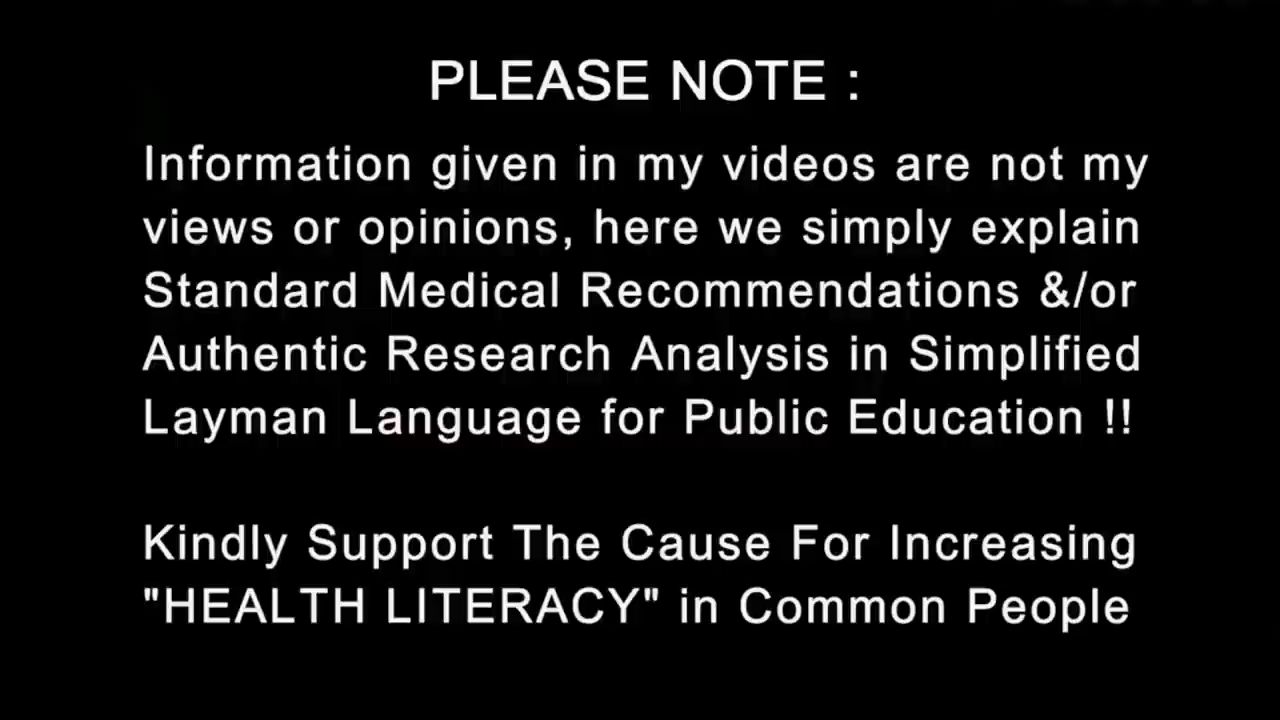 PLEASE NOTE :
Information given in my videos are not my
views or opinions, here we simply explain
Standard Medical Recommendations &/or
Authentic Research Analysis in Simplified
Layman Language for Public Education !!
Kindly Support The Cause For Increasing
"HEALTH LITERACY" in Common People